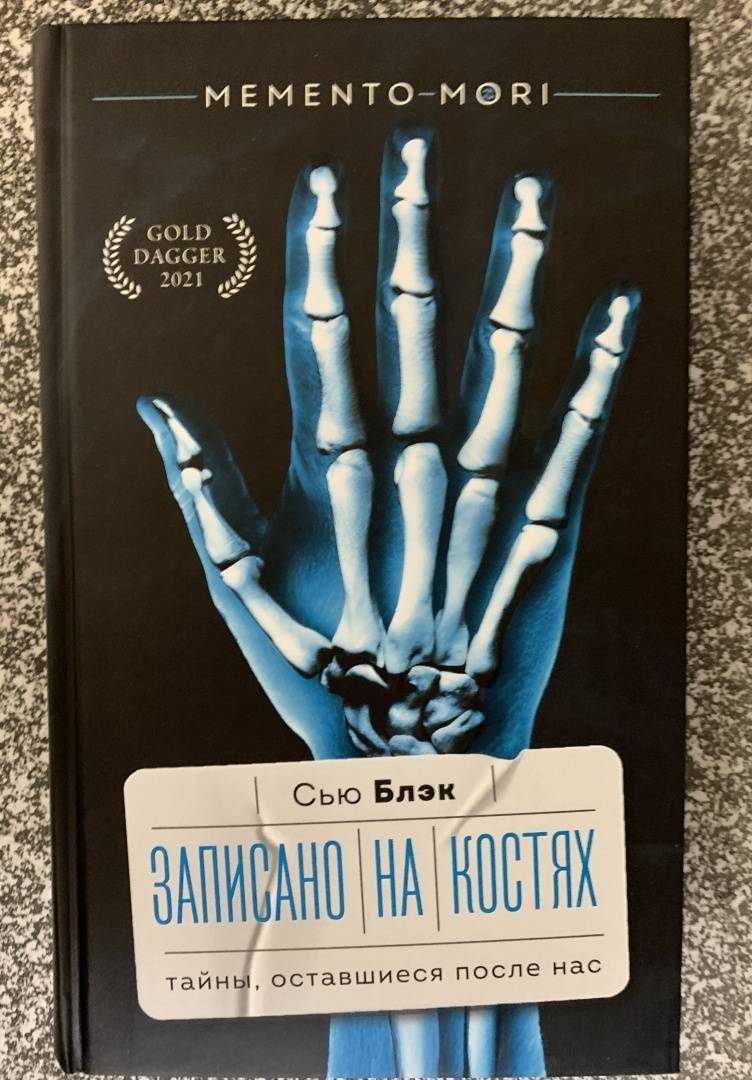 MEMENTO-MORI
GOLD
DAGGER
2021
Сью Блэк
ЗАПИСАНО НА КОСТЯХ
тайны, оставшиеся после нас